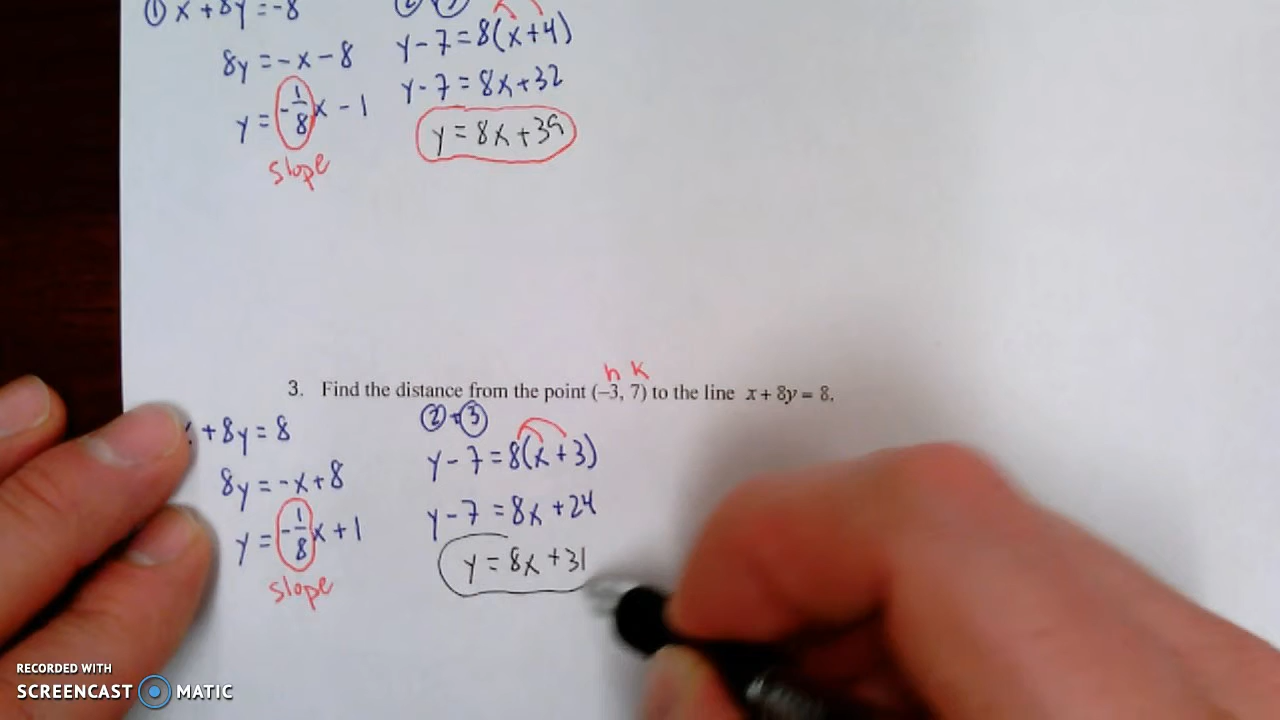 ① x + 8y = -8
② ③
8y = -x - 8
y - 7 = 8(x+4)
y - 7 = 8x + 32
y = -1/8 x - 1
y = 8x + 39
slope
h k
3. Find the distance from the point (−3, 7) to the line x + 8y = 8.
+ 8y = 8
② + ③
y - 7 = 8(x + 3)
8y = -x + 8
y - 7 = 8x + 24
y = -1/8 x + 1
y = 8x + 31
slope
RECORDED WITH
SCREENCAST MATIC